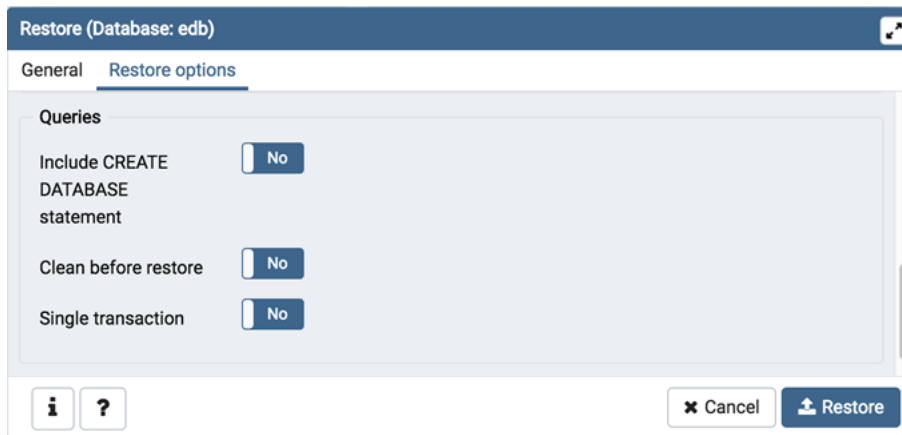 Restore (Database: edb)
General Restore options
Queries
Include CREATE No
DATABASE
statement
Clean before restore No
Single transaction No
i ? Cancel Restore